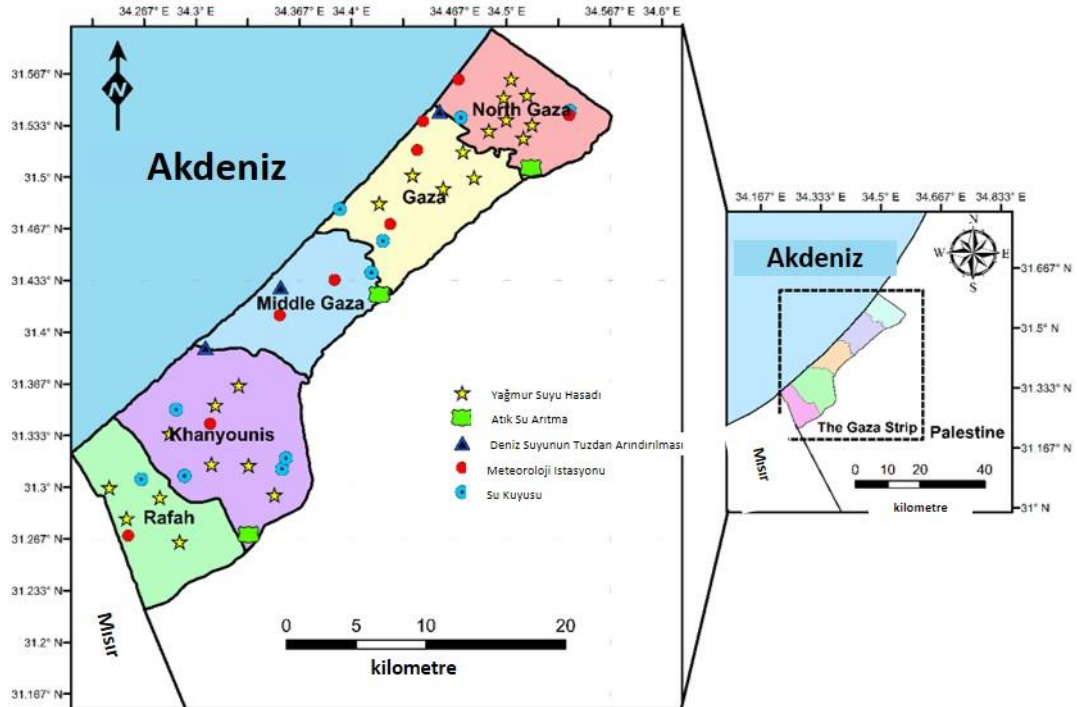 34.267° E 34.3° E 34.367° E 34.4° E 34.467° E 34.5° E 34.567° E 34.6° E
31.567° N
31.533° N
31.5° N
31.467° N
31.433° N
31.4° N
31.367° N
31.333° N
31.3° N
31.267° N
31.233° N
31.2° N
31.167° N
N
Akdeniz
North Gaza
Gaza
Middle Gaza
Khanyounis
Rafah
Mısır
Yağmur Suyu Hasadı
Atık Su Arıtma
Deniz Suyunun Tuzdan Arındırılması
Meteoroloji Istasyonu
Su Kuyusu
0 5 10 20
kilometre
34.167° E 34.333° E 34.5° E 34.667° E 34.833° E
N
W E
S
Akdeniz
31.667° N
31.5° N
31.333° N
31.167° N
31° N
The Gaza Strip
Palestine
Mısır
0 10 20 40
kilometre